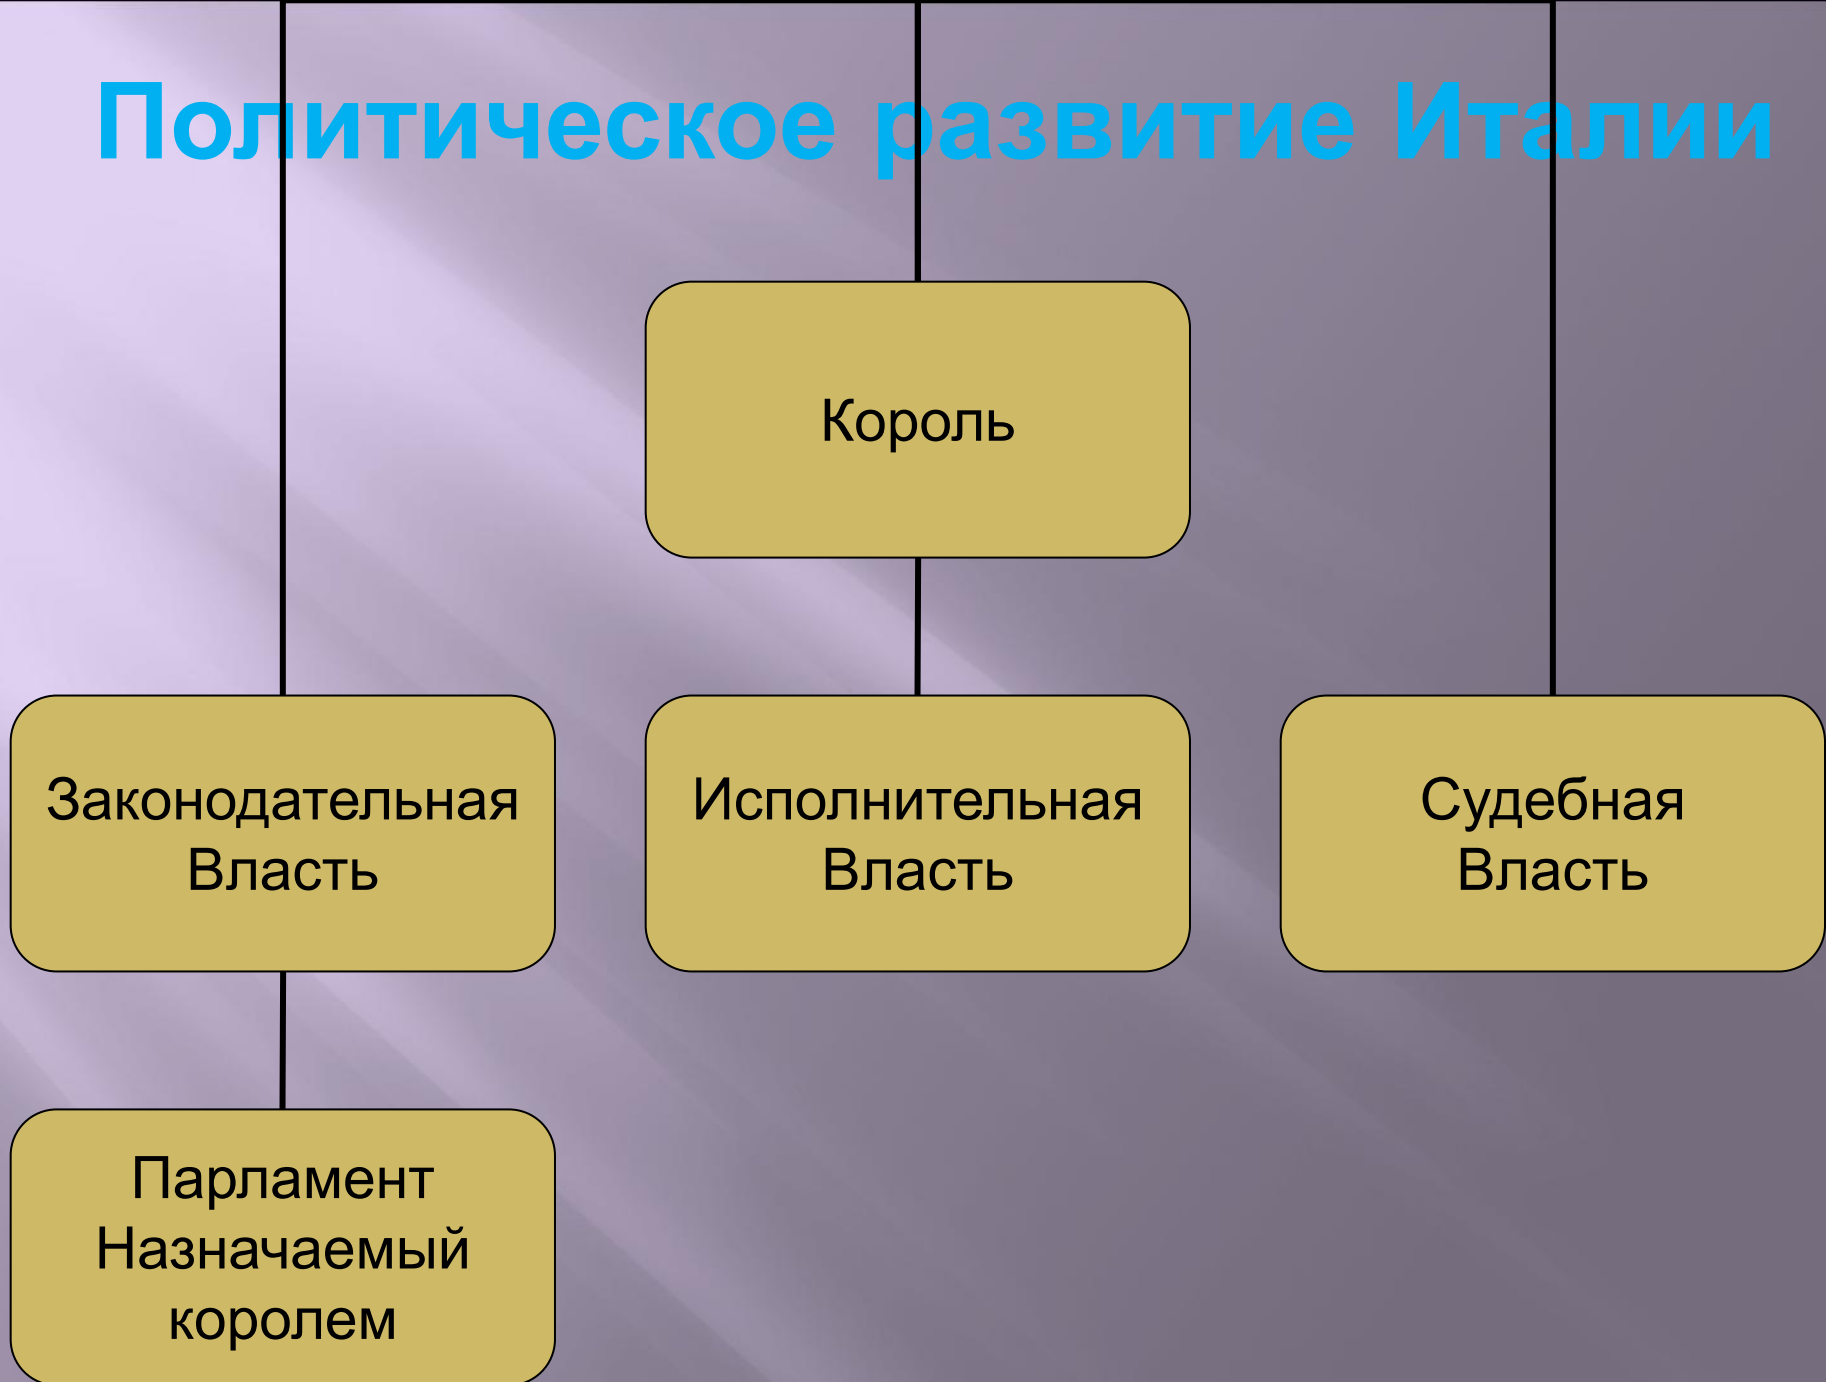 Политическое развитие Италии
Король
Законодательная
Власть
Исполнительная
Власть
Судебная
Власть
Парламент
Назначаемый
королем